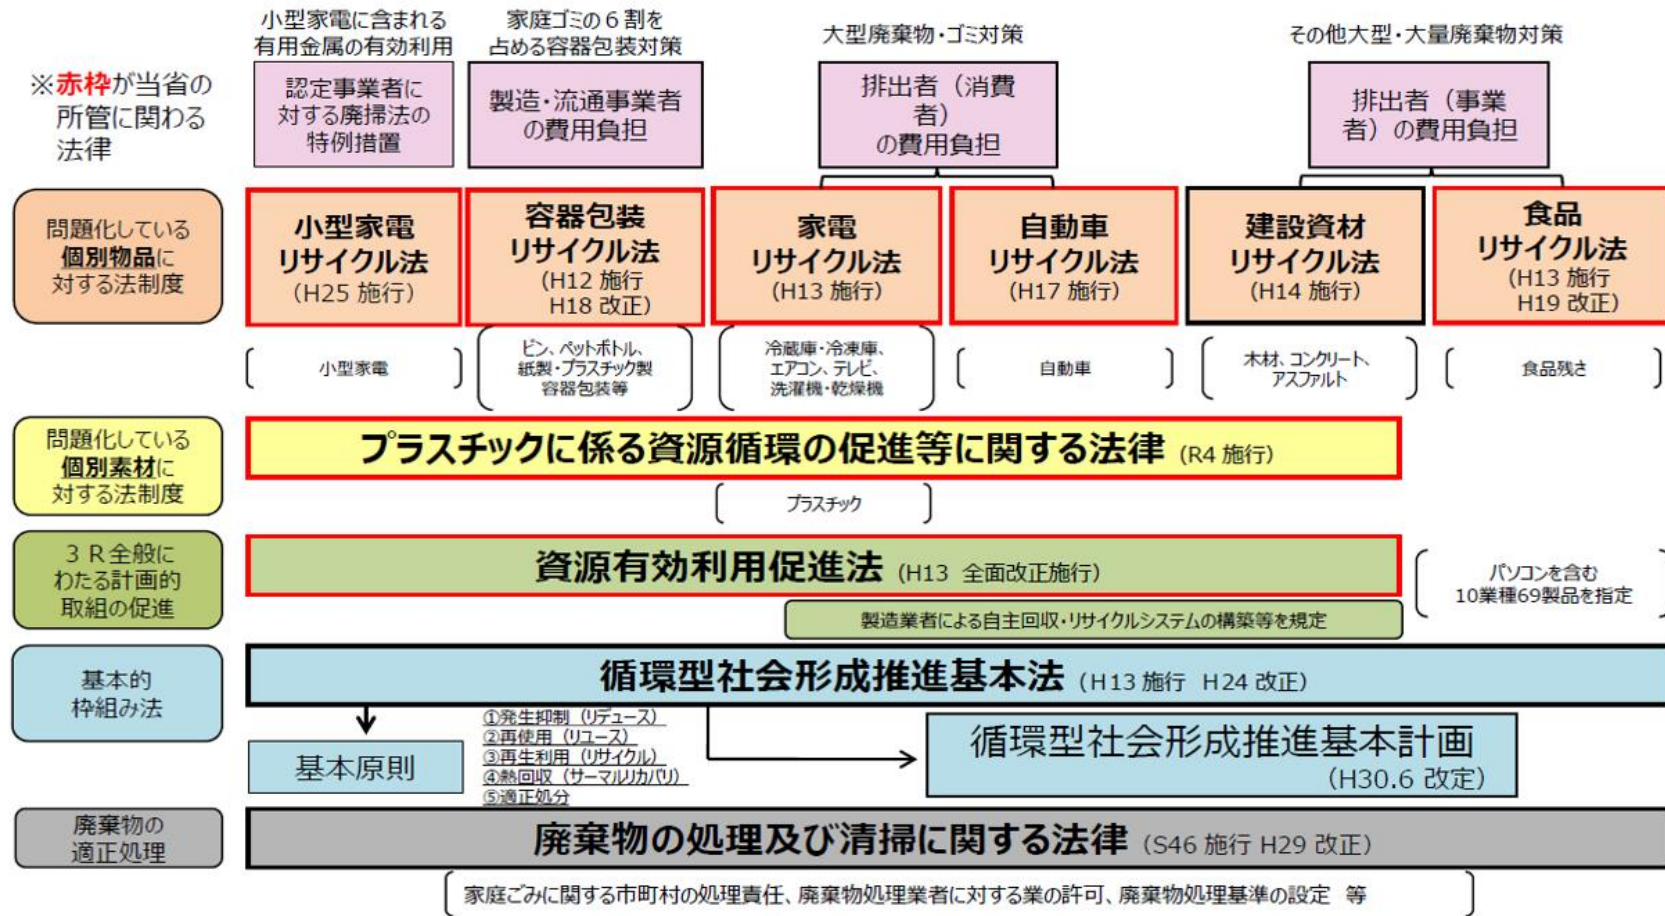 小型家電に含まれる
有用金属の有効利用
家庭ゴミの6割を
占める容器包装対策
大型廃棄物・ゴミ対策
その他大型・大量廃棄物対策
※赤枠が当省の
所管に関わる
法律
認定事業者に
対する廃掃法の
特例措置
製造・流通事業者
の費用負担
排出者（消費
者）
の費用負担
排出者（事業
者）の費用負担
問題化している
個別物品に
対する法制度
小型家電
リサイクル法
(H25 施行)
容器包装
リサイクル法
(H12 施行
H18 改正)
家電
リサイクル法
(H13 施行)
自動車
リサイクル法
(H17 施行)
建設資材
リサイクル法
(H14 施行)
食品
リサイクル法
(H13 施行
H19 改正)
小型家電
ビン、ペットボトル、
紙製・プラスチック製
容器包装等
冷蔵庫・冷凍庫、
エアコン、テレビ、
洗濯機・乾燥機
自動車
木材、コンクリート、
アスファルト
食品残さ
問題化している
個別素材に
対する法制度
プラスチックに係る資源循環の促進等に関する法律 (R4 施行)
プラスチック
３Ｒ全般に
わたる計画的
取組の促進
資源有効利用促進法 (H13 全面改正施行)
パソコンを含む
10業種69製品を指定
製造業者による自主回収・リサイクルシステムの構築等を規定
基本的
枠組み法
循環型社会形成推進基本法 (H13 施行 H24 改正)
基本原則
①発生抑制（リデュース）
②再使用（リユース）
③再生利用（リサイクル）
④熱回収（サーマルリカバリ）
⑤適正処分
循環型社会形成推進基本計画
(H30.6 改定)
廃棄物の
適正処理
廃棄物の処理及び清掃に関する法律 (S46 施行 H29 改正)
家庭ごみに関する市町村の処理責任、廃棄物処理業者に対する業の許可、廃棄物処理基準の設定 等